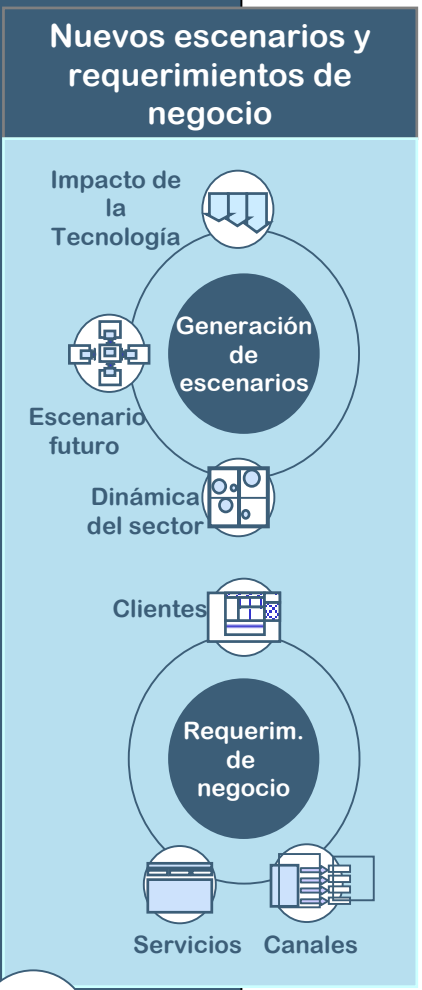 Nuevos escenarios y
requerimientos de
negocio
Impacto de
la
Tecnología
Generación
de
escenarios
Escenario
futuro
Dinámica
del sector
Clientes
Requerim.
de
negocio
Servicios
Canales